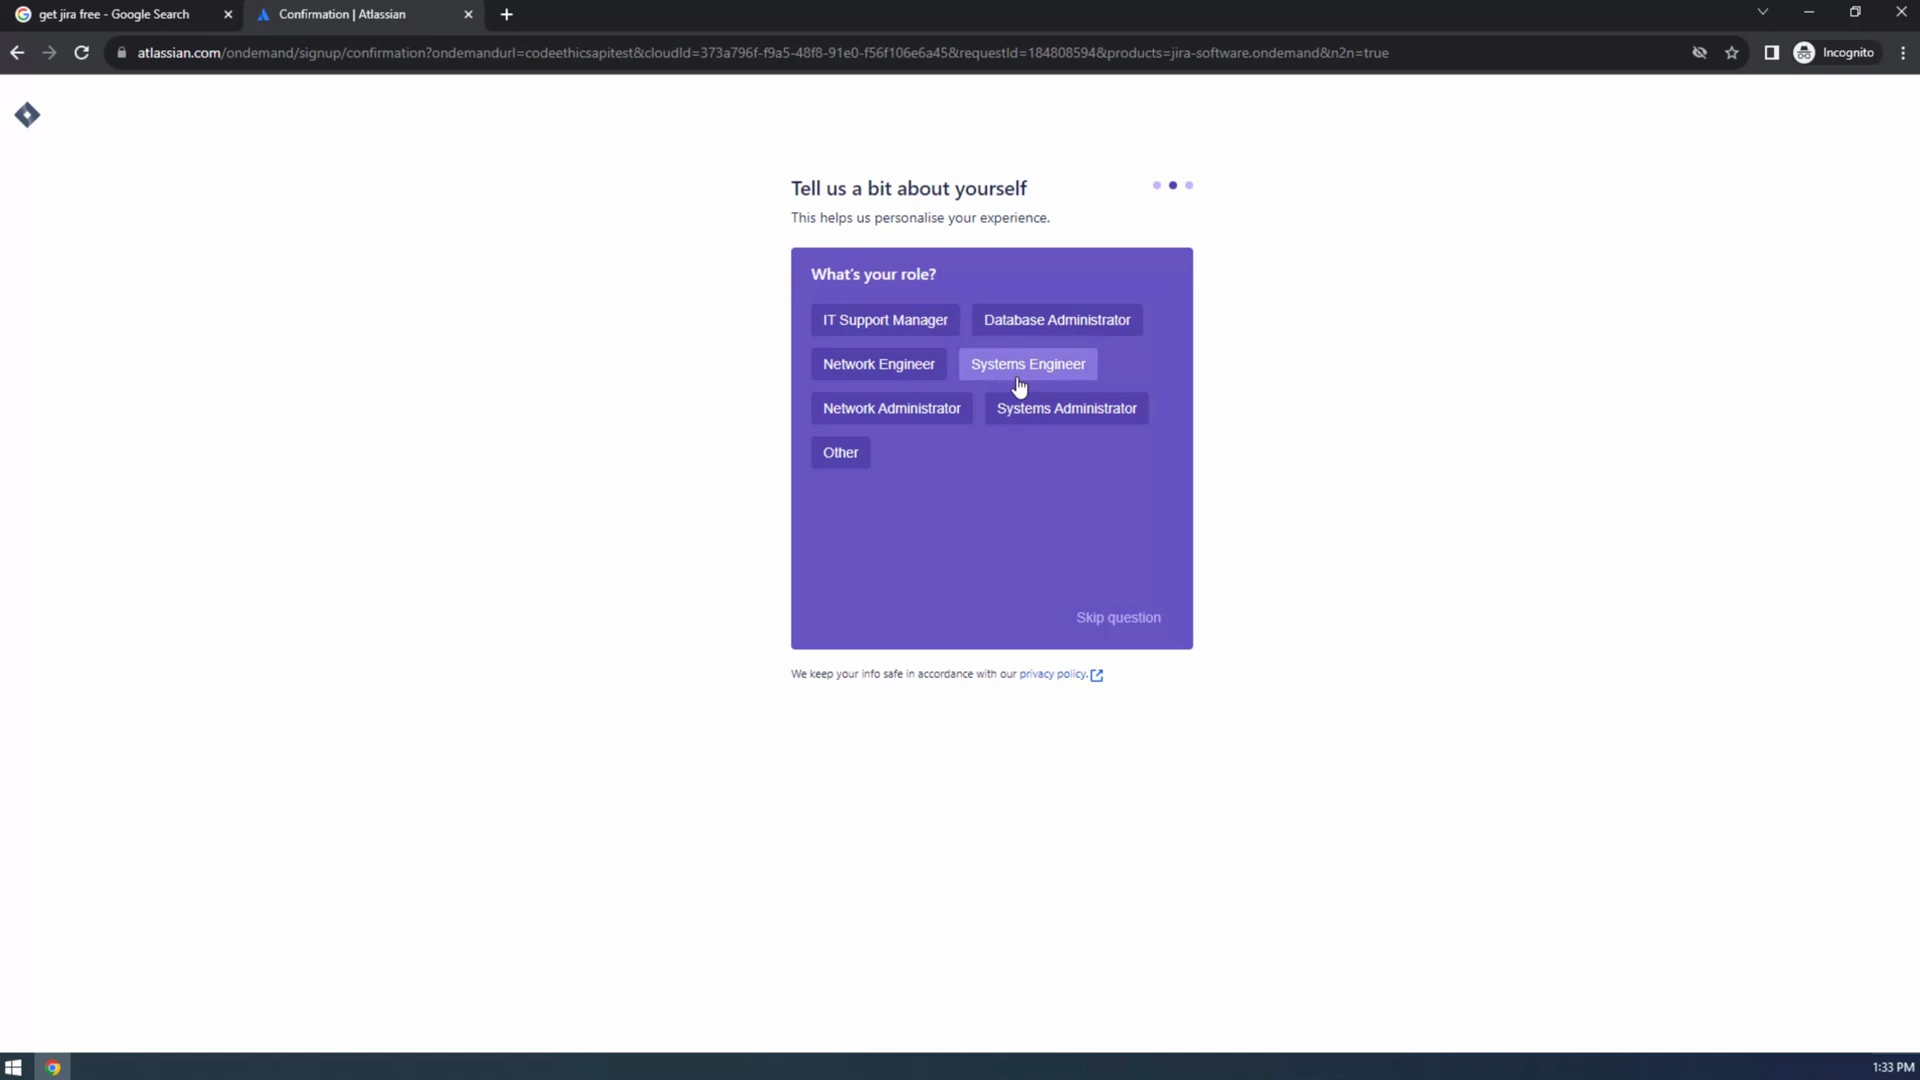 get jira free - Google Search
Confirmation | Atlassian
atlassian.com/ondemand/signup/confirmation?ondemandurl=codeethicsapitest&cloudId=373a796f-f9a5-48f8-91e0-f56f106e6a45&requestId=184808594&products=jira-software.ondemand&n2n=true
Incognito
Tell us a bit about yourself
This helps us personalise your experience.
What's your role?
IT Support Manager
Database Administrator
Network Engineer
Systems Engineer
Network Administrator
Systems Administrator
Other
Skip question
We keep your info safe in accordance with our privacy policy.
1:33 PM